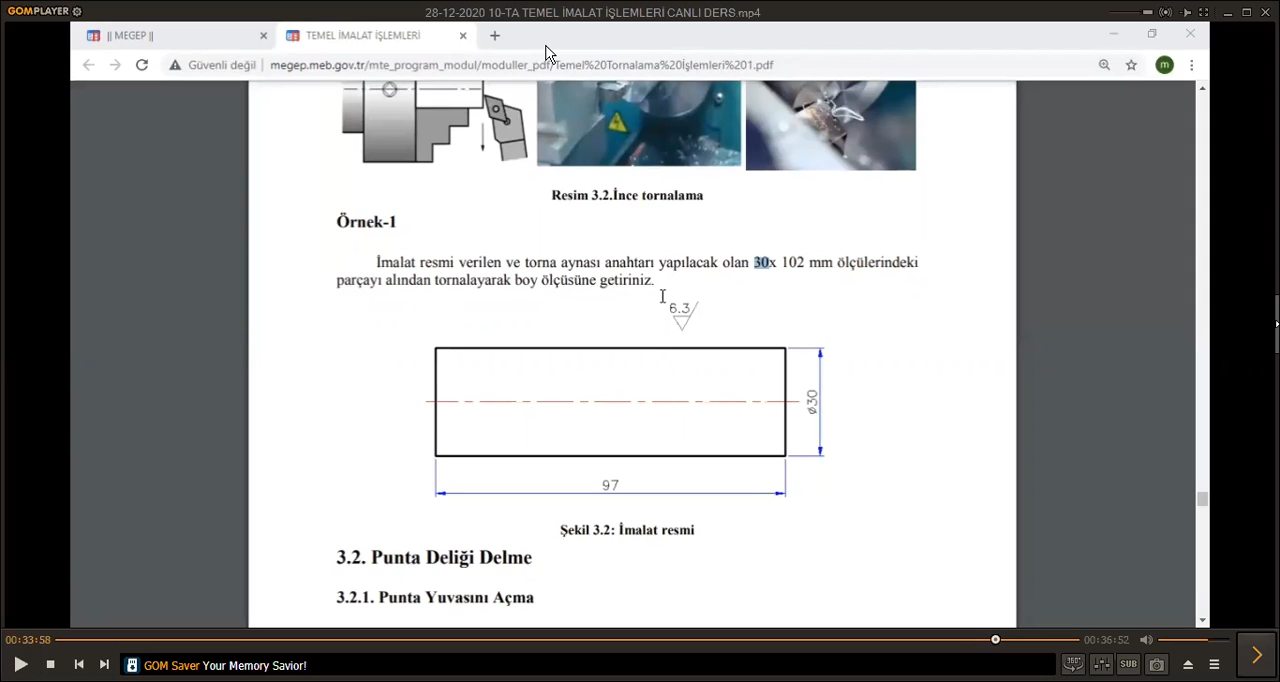 GOMPLAYER
28-12-2020 10-TA TEMEL İMALAT İŞLEMLERİ CANLI DERS.mp4
|| MEGEP ||
TEMEL İMALAT İŞLEMLERİ
Güvenli değil | megep.meb.gov.tr/mte_program_modul/moduller_pdf/Temel%20Tornalama%20İşlemleri%201.pdf
m
Resim 3.2.İnce tornalama
Örnek-1
İmalat resmi verilen ve torna aynası anahtarı yapılacak olan 30x 102 mm ölçülerindeki
parçayı alından tornalayarak boy ölçüsüne getiriniz.
6.3
ø30
97
Şekil 3.2: İmalat resmi
3.2. Punta Deliği Delme
3.2.1. Punta Yuvasını Açma
00:33:58
00:36:52
GOM Saver Your Memory Savior!
360°
SUB